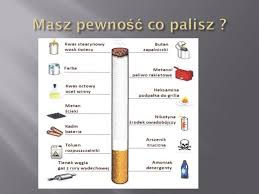 Masz pewność co palisz ?
Kwas stearynowy
wosk świecy
Farba
Kwas octowy
ocet winny
Metan
ścieki
Kadm
bateria
Toluen
rozpuszczalniki
Tlenek węgla
gaz z rury wydechowej
Butan
zapalniczki
Metanol
paliwo rakietowe
Heksamina
podpałka do grilla
Nikotyna
środek owadobójczy
Arszenik
trucizna
Amoniak
detergenty